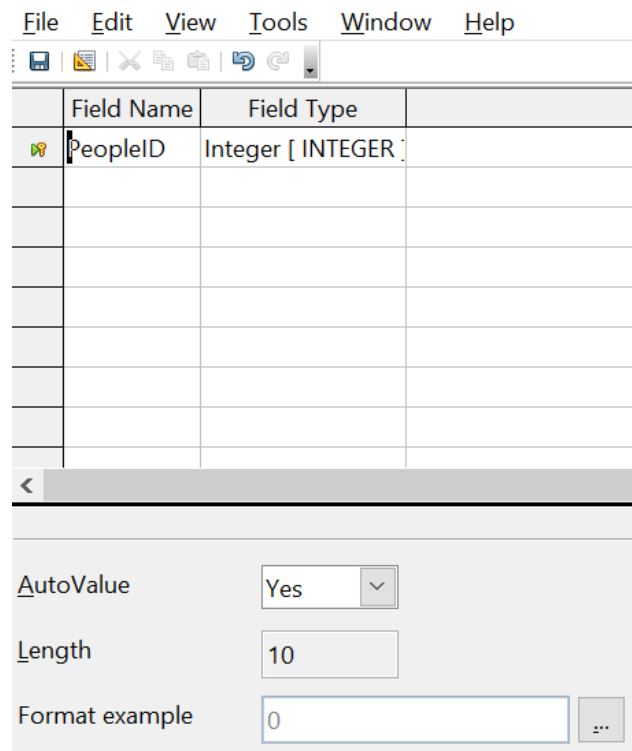 File Edit View Tools Window Help
Field Name Field Type
PeopleID Integer [ INTEGER ]
AutoValue Yes
Length 10
Format example 0 ...